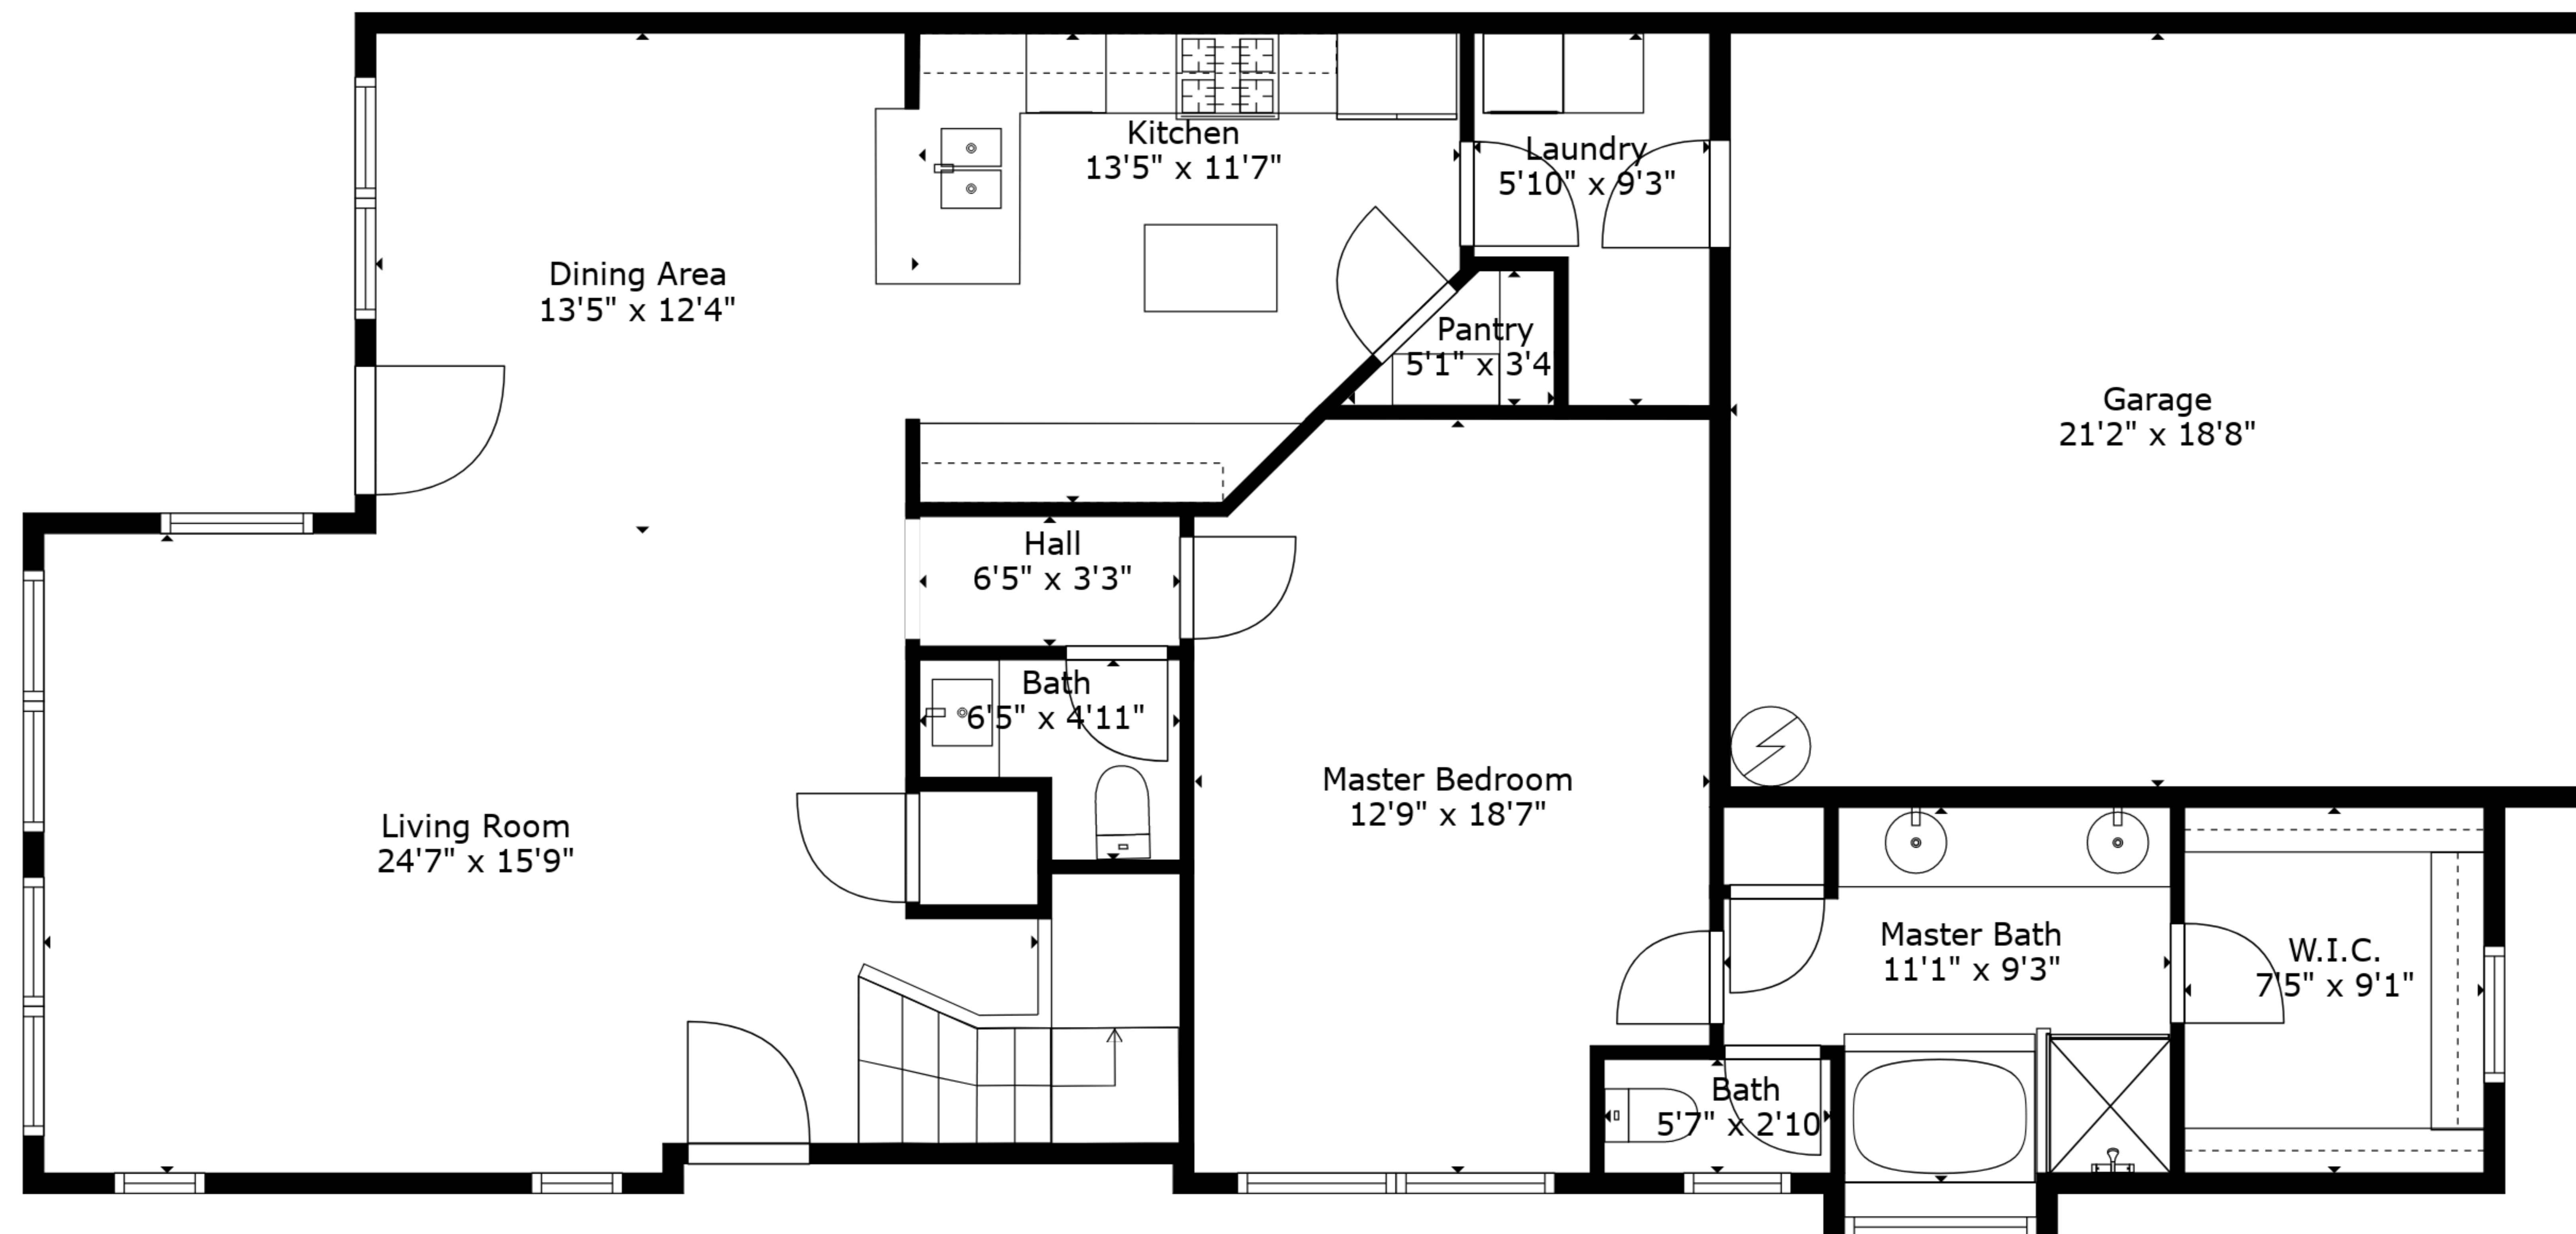 Kitchen
13'5" x 11'7"
Laundry
5'10" x 9'3"
Dining Area
13'5" x 12'4"
Pantry
5'1" x 3'4
Garage
21'2" x 18'8"
Hall
6'5" x 3'3"
Bath
6'5" x 4'11"
Master Bedroom
12'9" x 18'7"
Living Room
24'7" x 15'9"
Master Bath
11'1" x 9'3"
W.I.C.
7'5" x 9'1"
Bath
5'7" x 2'10